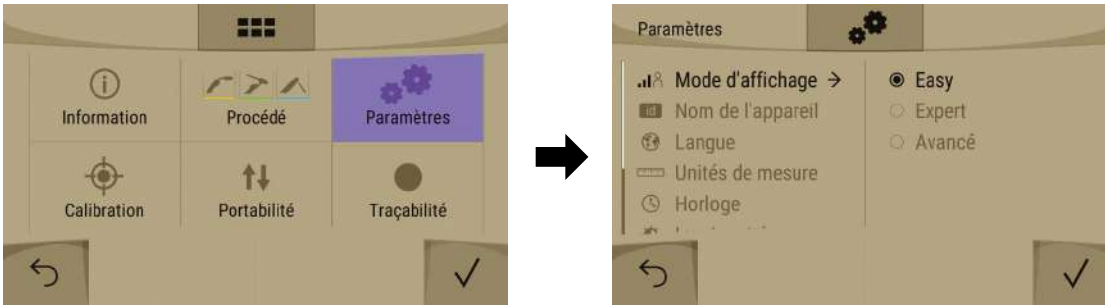 Information
Procédé
Paramètres
Calibration
Portabilité
Traçabilité
Paramètres
Mode d'affichage →
Easy
id Nom de l'appareil
Expert
Langue
Avancé
Unités de mesure
Horloge